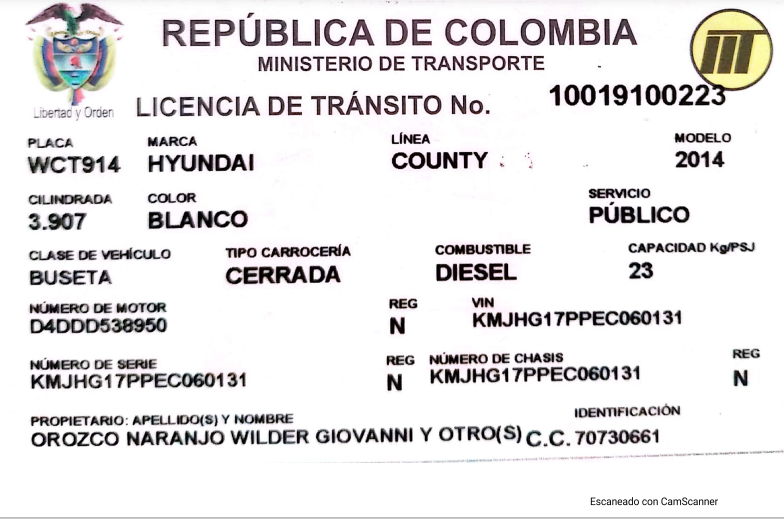 REPÚBLICA DE COLOMBIA
MINISTERIO DE TRANSPORTE
Libertad y Orden
LICENCIA DE TRÁNSITO No. 10019100223
PLACA MARCA LÍNEA MODELO
WCT914 HYUNDAI COUNTY 2014
CILINDRADA COLOR SERVICIO
3.907 BLANCO PÚBLICO
CLASE DE VEHÍCULO TIPO CARROCERÍA COMBUSTIBLE CAPACIDAD Kg/PSJ
BUSETA CERRADA DIESEL 23
NÚMERO DE MOTOR REG VIN
D4DDD538950 N KMJHG17PPEC060131
NÚMERO DE SERIE REG NÚMERO DE CHASIS REG
KMJHG17PPEC060131 N KMJHG17PPEC060131 N
PROPIETARIO: APELLIDO(S) Y NOMBRE IDENTIFICACIÓN
OROZCO NARANJO WILDER GIOVANNI Y OTRO(S) C.C. 70730661
Escaneado con CamScanner